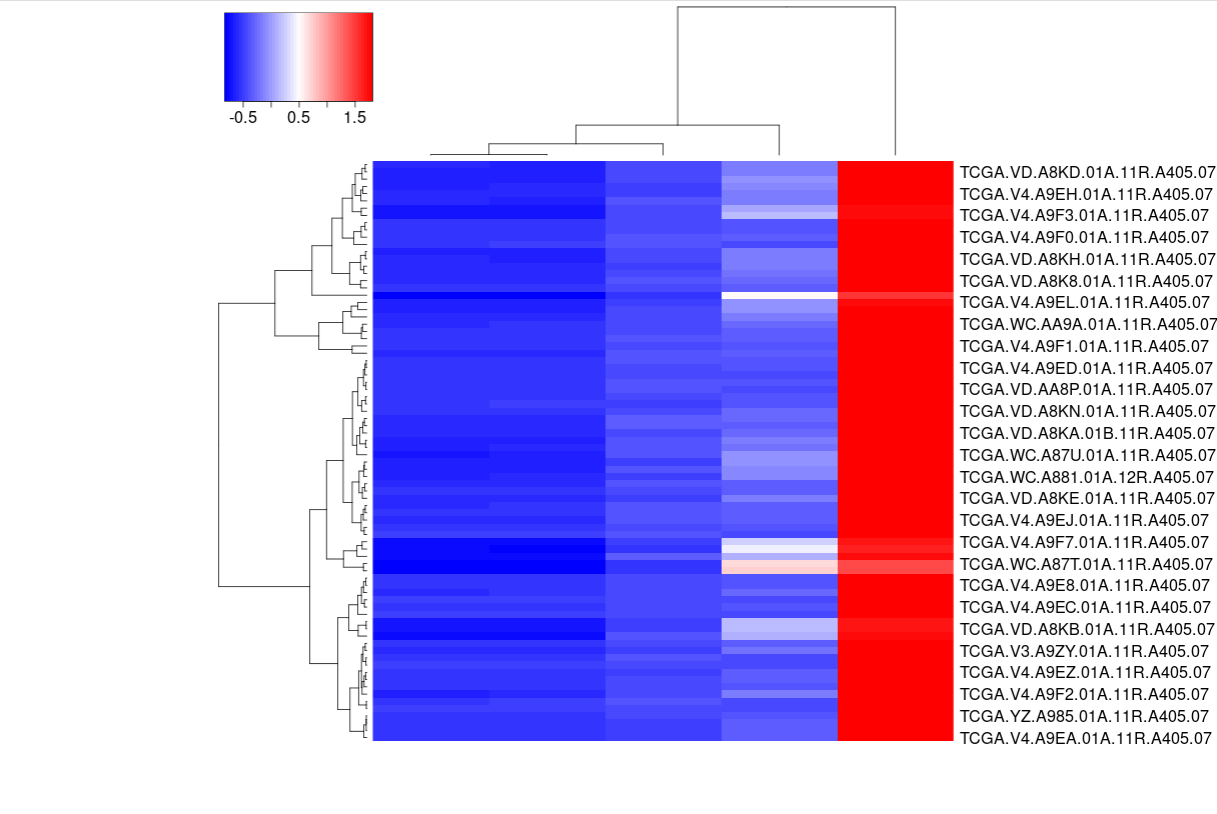 -0.5 0.5 1.5
TCGA.VD.A8KD.01A.11R.A405.07
TCGA.V4.A9EH.01A.11R.A405.07
TCGA.V4.A9F3.01A.11R.A405.07
TCGA.V4.A9F0.01A.11R.A405.07
TCGA.VD.A8KH.01A.11R.A405.07
TCGA.VD.A8K8.01A.11R.A405.07
TCGA.V4.A9EL.01A.11R.A405.07
TCGA.WC.AA9A.01A.11R.A405.07
TCGA.V4.A9F1.01A.11R.A405.07
TCGA.V4.A9ED.01A.11R.A405.07
TCGA.VD.AA8P.01A.11R.A405.07
TCGA.VD.A8KN.01A.11R.A405.07
TCGA.VD.A8KA.01B.11R.A405.07
TCGA.WC.A87U.01A.11R.A405.07
TCGA.WC.A881.01A.12R.A405.07
TCGA.VD.A8KE.01A.11R.A405.07
TCGA.V4.A9EJ.01A.11R.A405.07
TCGA.V4.A9F7.01A.11R.A405.07
TCGA.WC.A87T.01A.11R.A405.07
TCGA.V4.A9E8.01A.11R.A405.07
TCGA.V4.A9EC.01A.11R.A405.07
TCGA.VD.A8KB.01A.11R.A405.07
TCGA.V3.A9ZY.01A.11R.A405.07
TCGA.V4.A9EZ.01A.11R.A405.07
TCGA.V4.A9F2.01A.11R.A405.07
TCGA.YZ.A985.01A.11R.A405.07
TCGA.V4.A9EA.01A.11R.A405.07